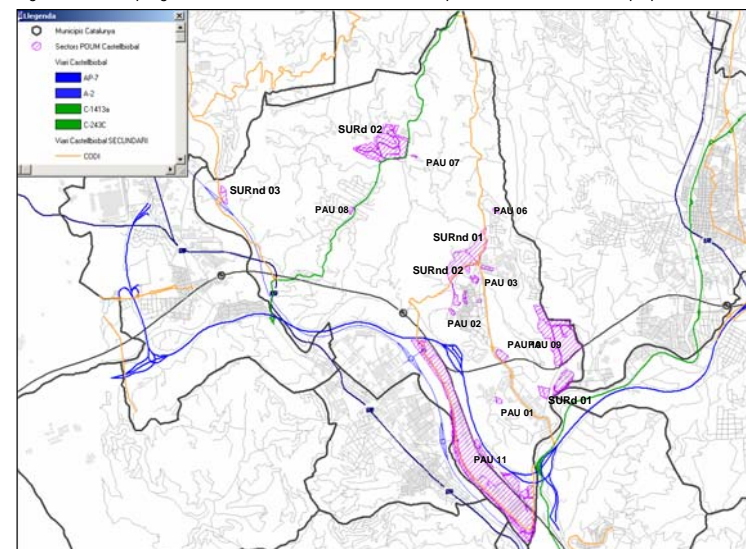 Llegenda
Municipis Catalunya
Sectors POUM Castellbisbal
Viari Castellbisbal
AP-7
A-2
C-1413a
C-243C
Viari Castellbisbal SECUNDARI
CODI
SURd 02
PAU 07
SURnd 03
PAU 08
PAU 06
SURnd 01
SURnd 02
PAU 03
PAU 02
PAU 09
SURd 01
PAU 01
PAU 11